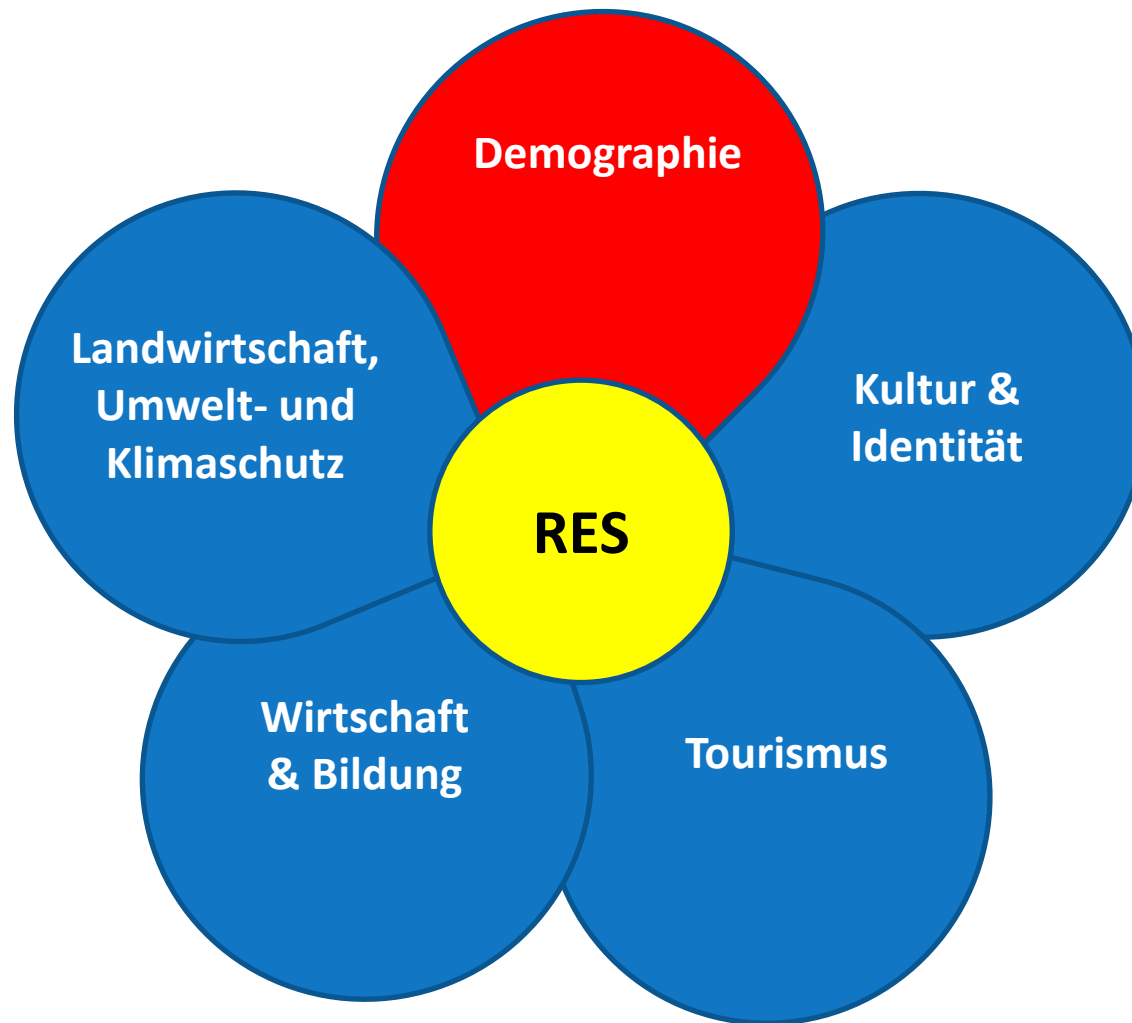 Demographie
Landwirtschaft,
Umwelt- und
Klimaschutz
Kultur &
Identität
RES
Wirtschaft
& Bildung
Tourismus